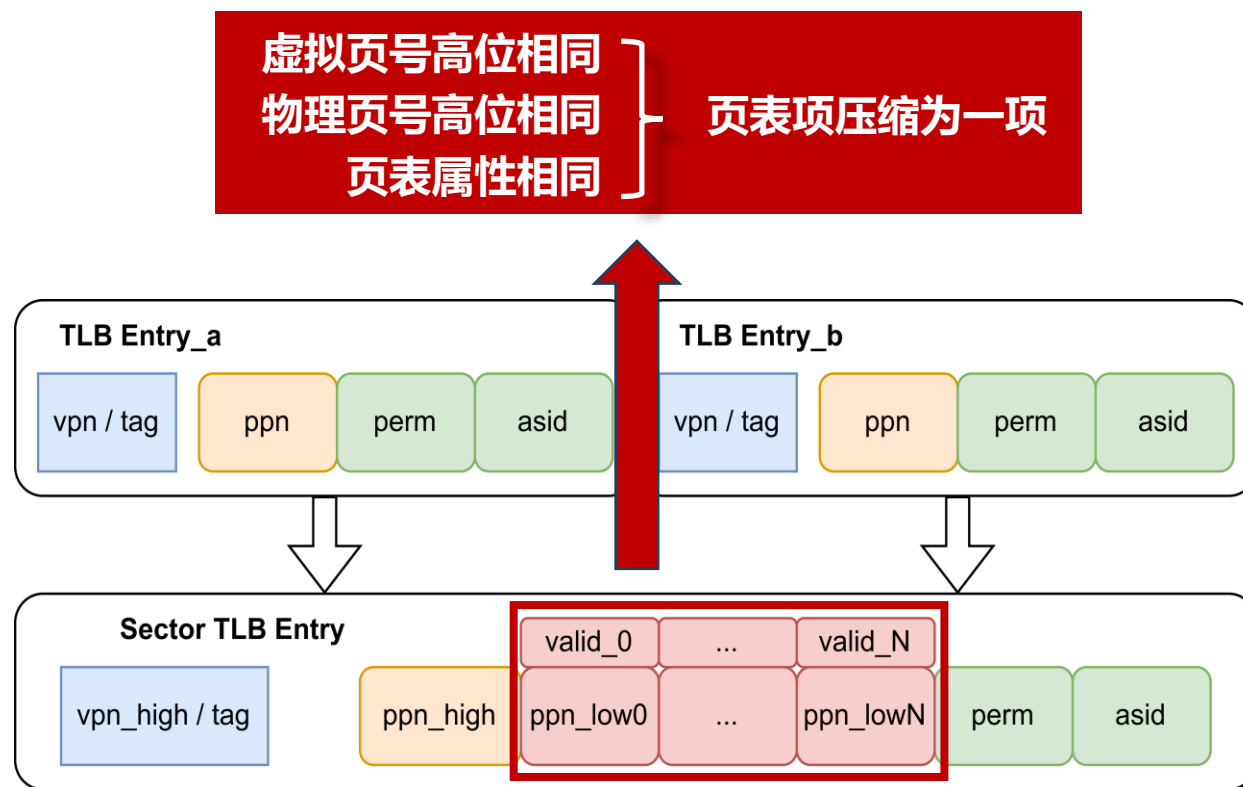 虚拟页号高位相同
物理页号高位相同
页表属性相同
页表项压缩为一项
TLB Entry_a
vpn / tag
ppn
perm
asid
TLB Entry_b
vpn / tag
ppn
perm
asid
Sector TLB Entry
valid_0
...
valid_N
vpn_high / tag
ppn_high
ppn_low0
...
ppn_lowN
perm
asid